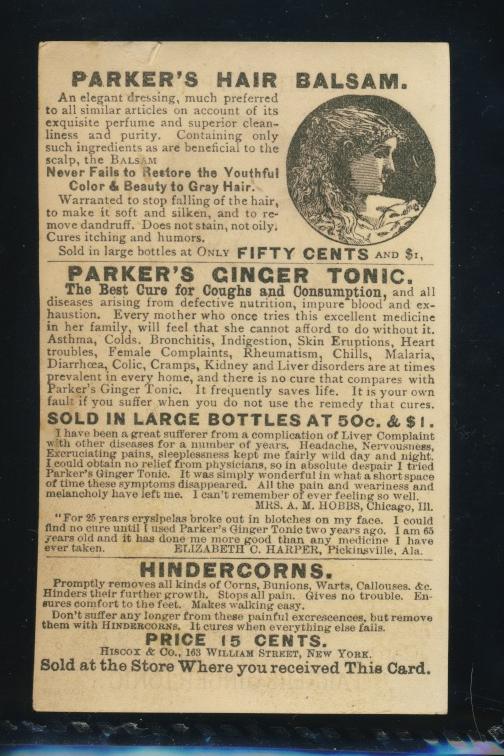 PARKER'S HAIR BALSAM.
An elegant dressing, much preferred
to all similar articles on account of its
exquisite perfume and superior clean-
liness and purity. Containing only
such ingredients as are beneficial to the
scalp, the BALSAM
Never Fails to Restore the Youthful
Color & Beauty to Gray Hair.
Warranted to stop falling of the hair,
to make it soft and silken, and to re-
move dandruff. Does not stain, not oily.
Cures itching and humors.
Sold in large bottles at ONLY FIFTY CENTS AND $1,
PARKER'S GINGER TONIC.
The Best Cure for Coughs and Consumption, and all
diseases arising from defective nutrition, impure blood and ex-
haustion. Every mother who once tries this excellent medicine
in her family, will feel that she cannot afford to do without it.
Asthma, Colds. Bronchitis, Indigestion, Skin Eruptions, Heart
troubles, Female Complaints, Rheumatism, Chills, Malaria,
Diarrhœa, Colic, Cramps, Kidney and Liver disorders are at times
prevalent in every home, and there is no cure that compares with
Parker's Ginger Tonic. It frequently saves life. It is your own
fault if you suffer when you do not use the remedy that cures.
SOLD IN LARGE BOTTLES AT 50c. & $1.
I have been a great sufferer from a complication of Liver Complaint
with other diseases for a number of years. Headache, Nervousness,
Excruciating pains, sleeplessness kept me fairly wild day and night.
I could obtain no relief from physicians, so in absolute despair I tried
Parker's Ginger Tonic. It was simply wonderful in what a short space
of time these symptoms disappeared. All the pain and weariness and
melancholy have left me. I can't remember of ever feeling so well.
MRS. A. M. HOBBS, Chicago, Ill.
"For 25 years erysipelas broke out in blotches on my face. I could
find no cure until I used Parker's Ginger Tonic two years ago. I am 65
years old and it has done me more good than any medicine I have
ever taken. ELIZABETH C. HARPER, Pickinsville, Ala.
HINDERCORNS.
Promptly removes all kinds of Corns, Bunions, Warts, Callouses. &c.
Hinders their further growth. Stops all pain. Gives no trouble. En-
sures comfort to the feet. Makes walking easy.
Don't suffer any longer from these painful excrescences, but remove
them with HINDERCORNS. It cures when everything else fails.
PRICE 15 CENTS.
HISCOX & CO., 163 WILLIAM STREET, NEW YORK.
Sold at the Store Where you received This Card.